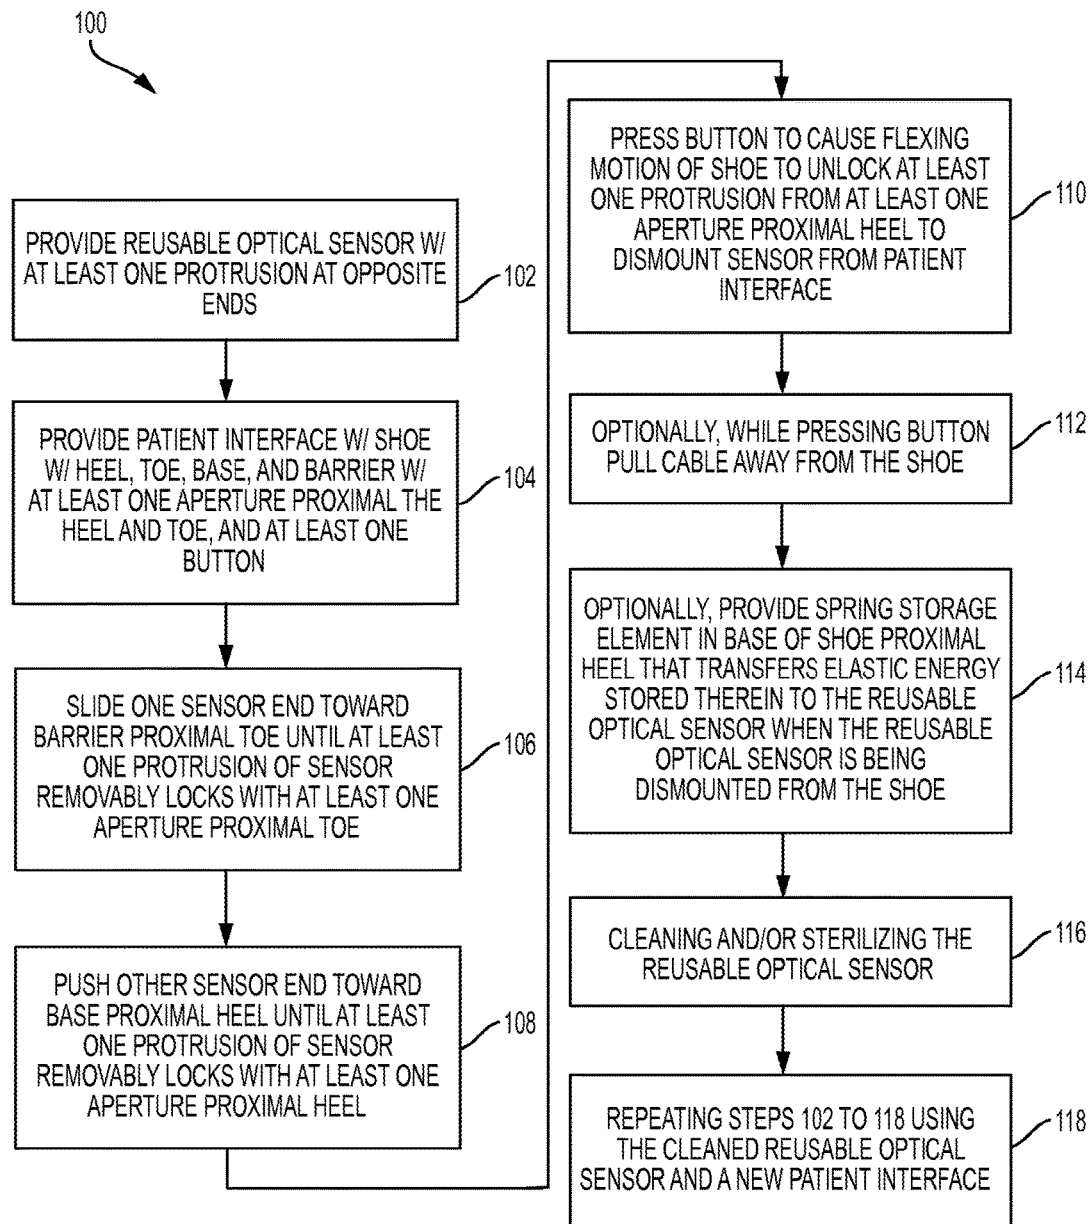 100
PROVIDE REUSABLE OPTICAL SENSOR W/
AT LEAST ONE PROTRUSION AT OPPOSITE
ENDS
102
PROVIDE PATIENT INTERFACE W/ SHOE
W/ HEEL, TOE, BASE, AND BARRIER W/
AT LEAST ONE APERTURE PROXIMAL THE
HEEL AND TOE, AND AT LEAST ONE
BUTTON
104
SLIDE ONE SENSOR END TOWARD
BARRIER PROXIMAL TOE UNTIL AT LEAST
ONE PROTRUSION OF SENSOR
REMOVABLY LOCKS WITH AT LEAST ONE
APERTURE PROXIMAL TOE
106
PUSH OTHER SENSOR END TOWARD
BASE PROXIMAL HEEL UNTIL AT LEAST
ONE PROTRUSION OF SENSOR
REMOVABLY LOCKS WITH AT LEAST ONE
APERTURE PROXIMAL HEEL
108
PRESS BUTTON TO CAUSE FLEXING
MOTION OF SHOE TO UNLOCK AT LEAST
ONE PROTRUSION FROM AT LEAST ONE
APERTURE PROXIMAL HEEL TO
DISMOUNT SENSOR FROM PATIENT
INTERFACE
110
OPTIONALLY, WHILE PRESSING BUTTON
PULL CABLE AWAY FROM THE SHOE
112
OPTIONALLY, PROVIDE SPRING STORAGE
ELEMENT IN BASE OF SHOE PROXIMAL
HEEL THAT TRANSFERS ELASTIC ENERGY
STORED THEREIN TO THE REUSABLE
OPTICAL SENSOR WHEN THE REUSABLE
OPTICAL SENSOR IS BEING
DISMOUNTED FROM THE SHOE
114
CLEANING AND/OR STERILIZING THE
REUSABLE OPTICAL SENSOR
116
REPEATING STEPS 102 TO 118 USING
THE CLEANED REUSABLE OPTICAL
SENSOR AND A NEW PATIENT INTERFACE
118